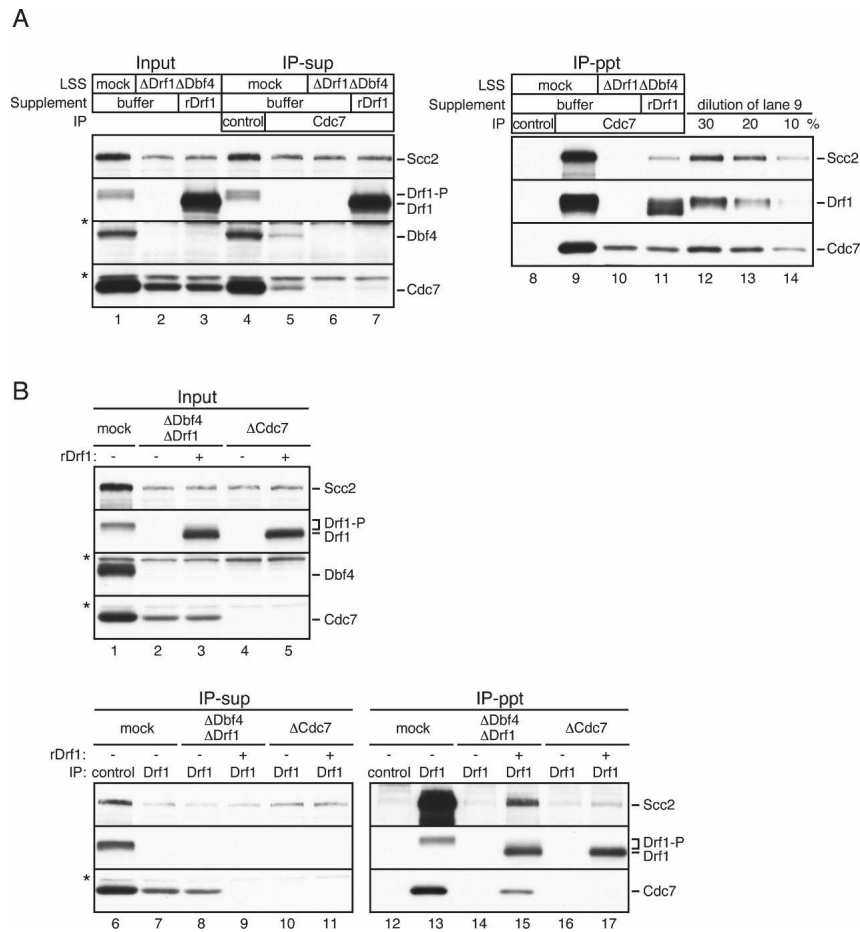 A
Input IP-sup
LSS mock ΔDrf1ΔDbf4 mock ΔDrf1ΔDbf4
Supplement buffer rDrf1 buffer rDrf1
IP control Cdc7
Scc2
Drf1-P
Drf1
*
Dbf4
*
Cdc7
1 2 3 4 5 6 7
IP-ppt
LSS mock ΔDrf1ΔDbf4
Supplement buffer rDrf1 dilution of lane 9
IP control Cdc7 30 20 10 %
Scc2
Drf1
Cdc7
8 9 10 11 12 13 14
B
Input
mock ΔDbf4 ΔCdc7
ΔDrf1
rDrf1: - - + - +
Scc2
Drf1-P
Drf1
*
Dbf4
*
Cdc7
1 2 3 4 5
IP-sup
mock ΔDbf4 ΔCdc7
ΔDrf1
rDrf1: - - - + - +
IP: control Drf1 Drf1 Drf1 Drf1 Drf1
*
6 7 8 9 10 11
IP-ppt
mock ΔDbf4 ΔCdc7
ΔDrf1
- - - + - +
control Drf1 Drf1 Drf1 Drf1 Drf1
Scc2
Drf1-P
Drf1
Cdc7
12 13 14 15 16 17